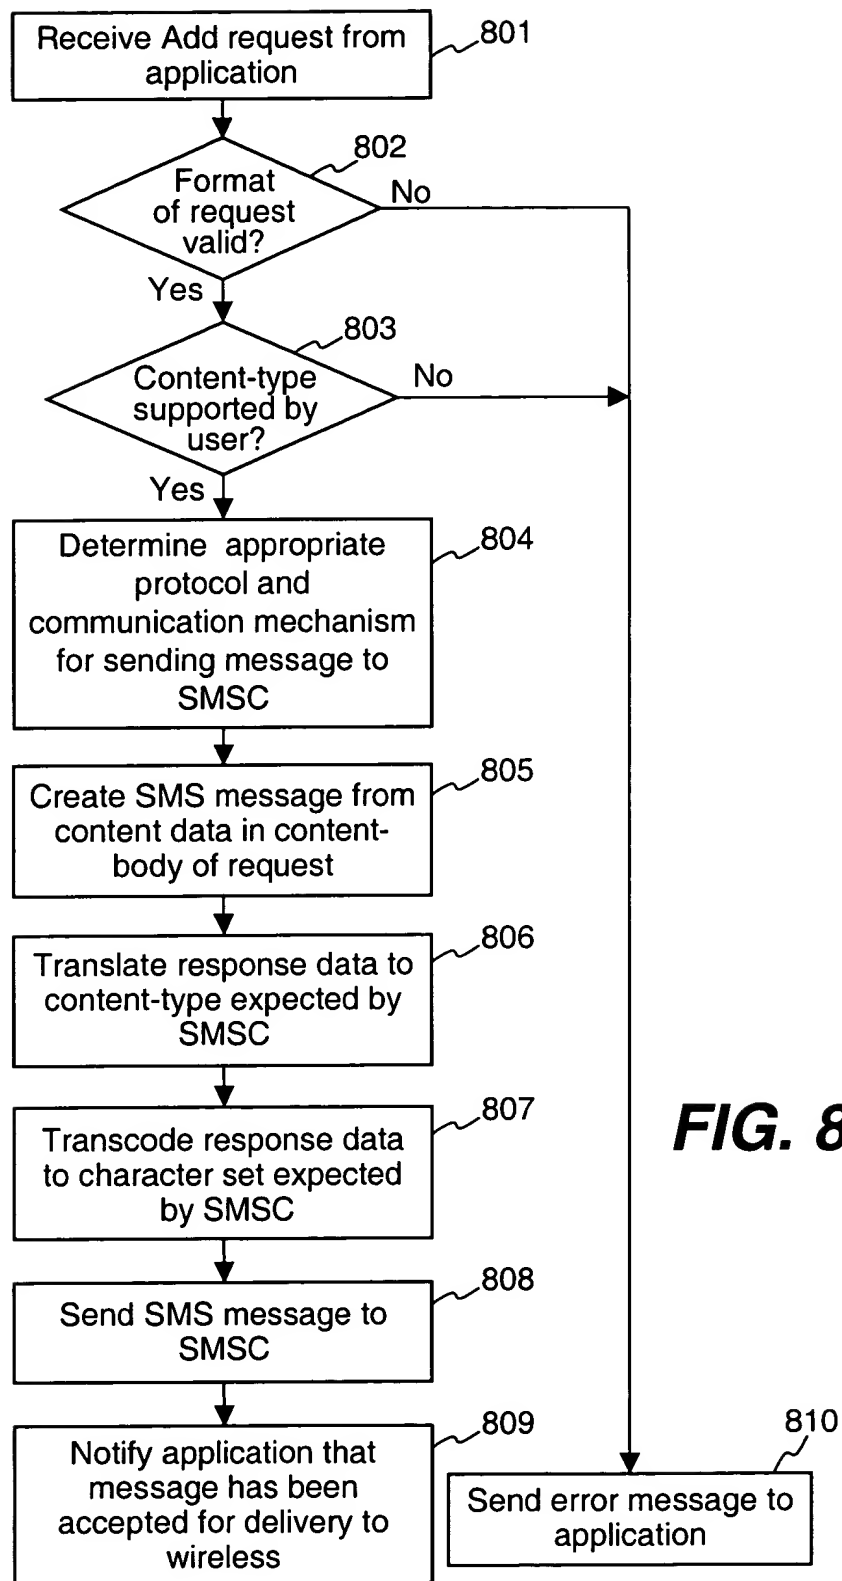 Receive Add request from
application
801
802
Format
of request
valid?
No
Yes
803
Content-type
supported by
user?
No
Yes
804
Determine appropriate
protocol and
communication mechanism
for sending message to
SMSC
805
Create SMS message from
content data in content-
body of request
806
Translate response data to
content-type expected by
SMSC
807
Transcode response data
to character set expected
by SMSC
FIG. 8
808
Send SMS message to
SMSC
809
Notify application that
message has been
accepted for delivery to
wireless
810
Send error message to
application